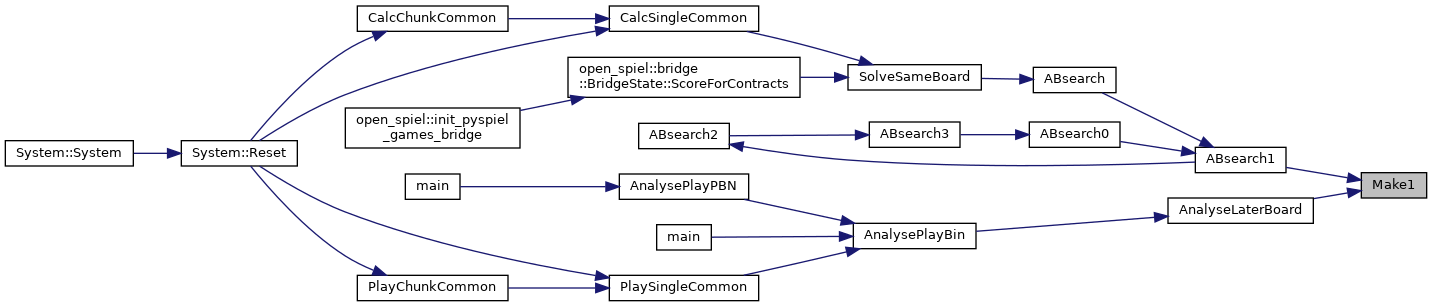 CalcChunkCommon
CalcSingleCommon
open_spiel::bridge
::BridgeState::ScoreForContracts
SolveSameBoard
ABsearch
open_spiel::init_pyspiel
_games_bridge
System::System
System::Reset
ABsearch2
ABsearch3
ABsearch0
ABsearch1
main
AnalysePlayPBN
Make1
AnalyseLaterBoard
main
AnalysePlayBin
PlayChunkCommon
PlaySingleCommon